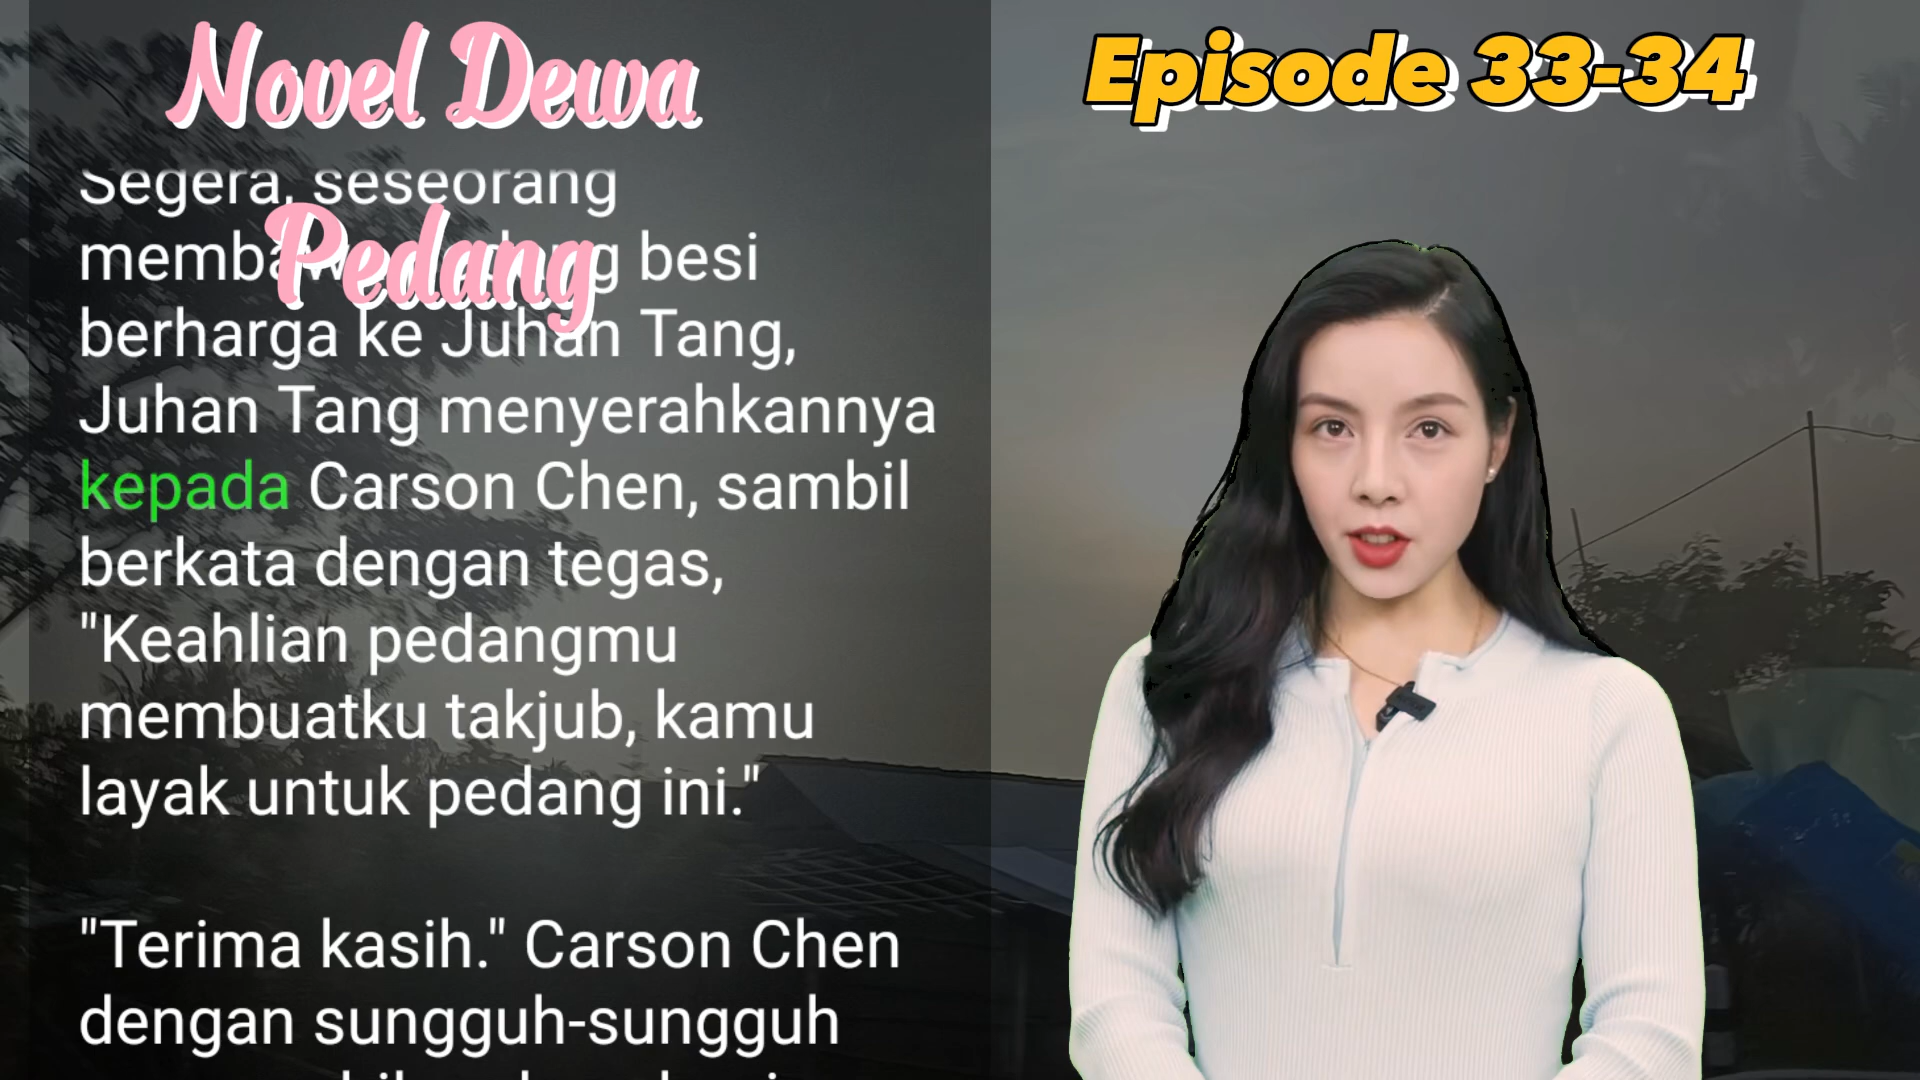 Novel Dewa
Pedang
Episode 33-34
Segera, seseorang
membawa pedang besi
berharga ke Juhan Tang,
Juhan Tang menyerahkannya
kepada Carson Chen, sambil
berkata dengan tegas,
"Keahlian pedangmu
membuatku takjub, kamu
layak untuk pedang ini."
"Terima kasih." Carson Chen
dengan sungguh-sungguh